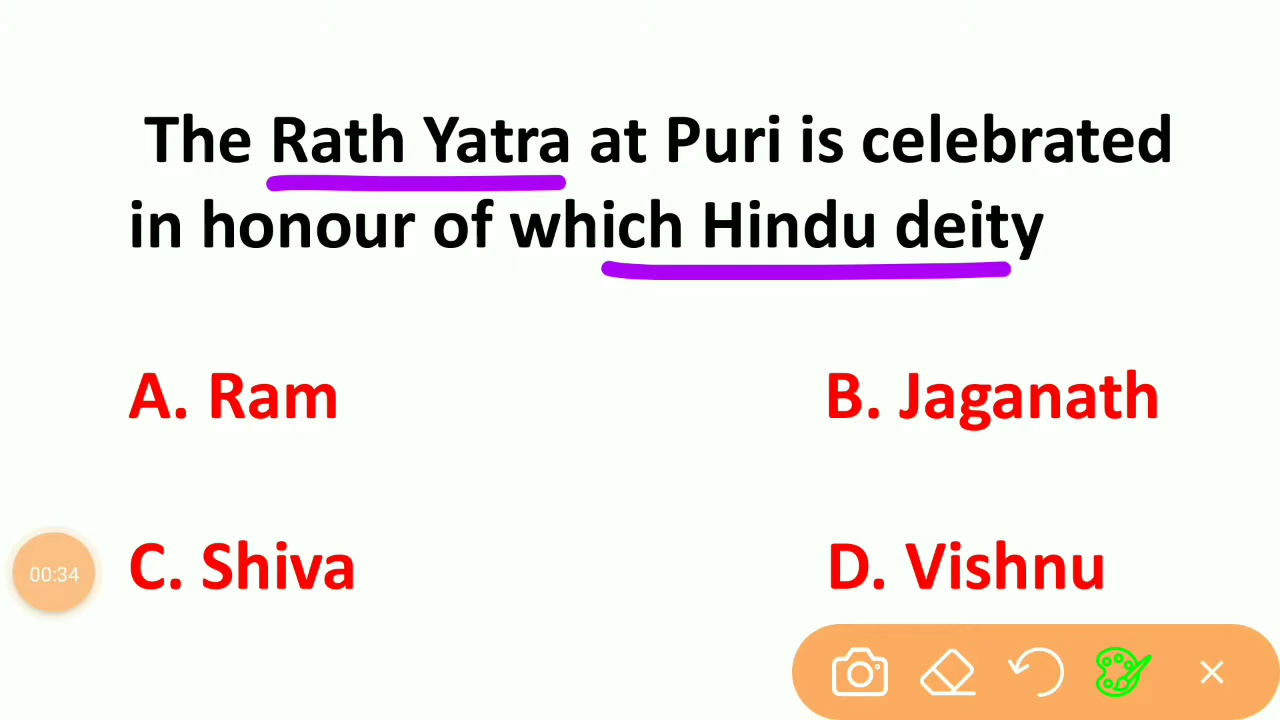 The Rath Yatra at Puri is celebrated
in honour of which Hindu deity
A. Ram
B. Jaganath
C. Shiva
D. Vishnu
00:34